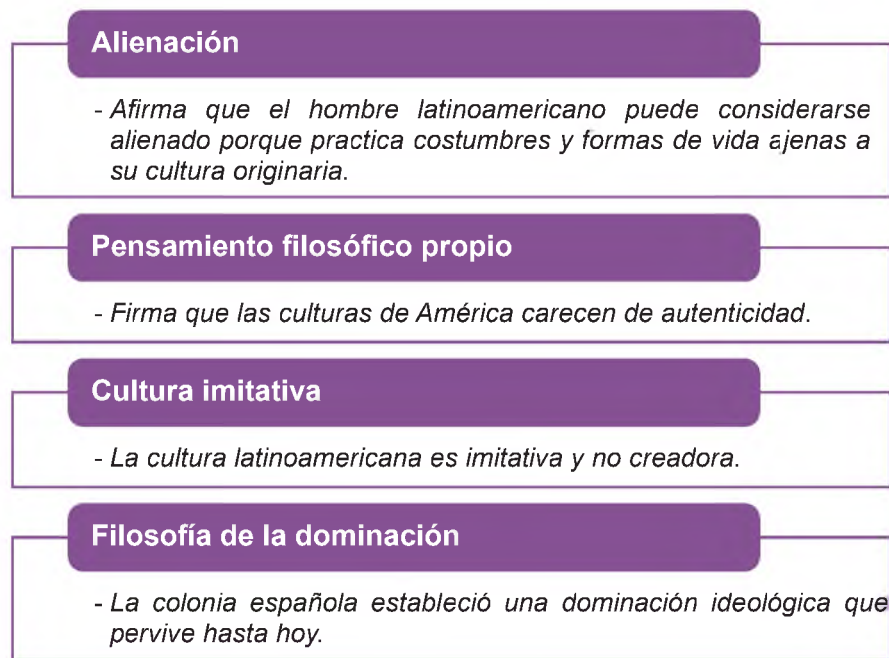 Alienación
- Afirma que el hombre latinoamericano puede considerarse
alienado porque practica costumbres y formas de vida ajenas a
su cultura originaria.
Pensamiento filosófico propio
- Firma que las culturas de América carecen de autenticidad.
Cultura imitativa
- La cultura latinoamericana es imitativa y no creadora.
Filosofía de la dominación
- La colonia española estableció una dominación ideológica que
pervive hasta hoy.